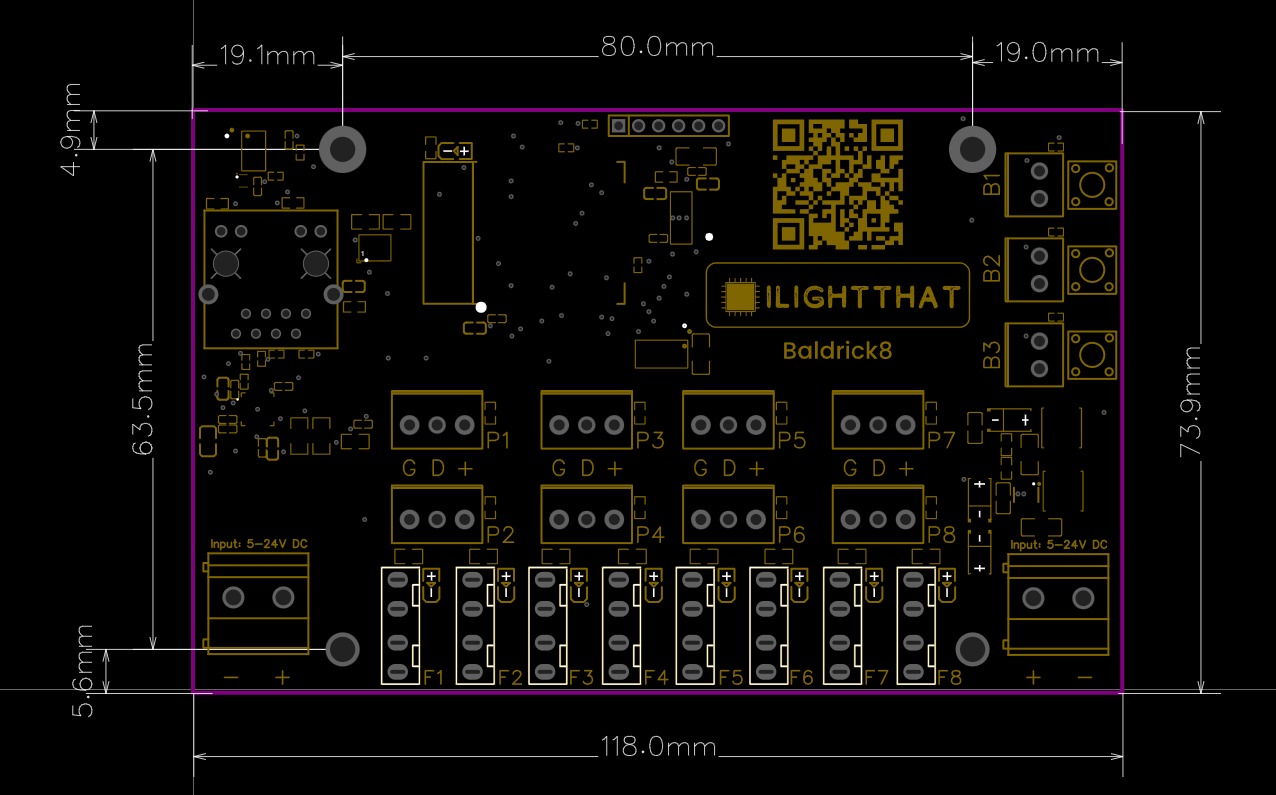 19.1mm
80.0mm
19.0mm
4.9mm
B1
B2
ILIGHTTHAT
Baldrick8
B3
63.5mm
73.9mm
P1 P3 P5 P7
G D + G D + G D + G D +
P2 P4 P6 P8
Input: 5-24V DC
Input: 5-24V DC
F1 F2 F3 F4 F5 F6 F7 F8
- +
+ -
5.6mm
118.0mm